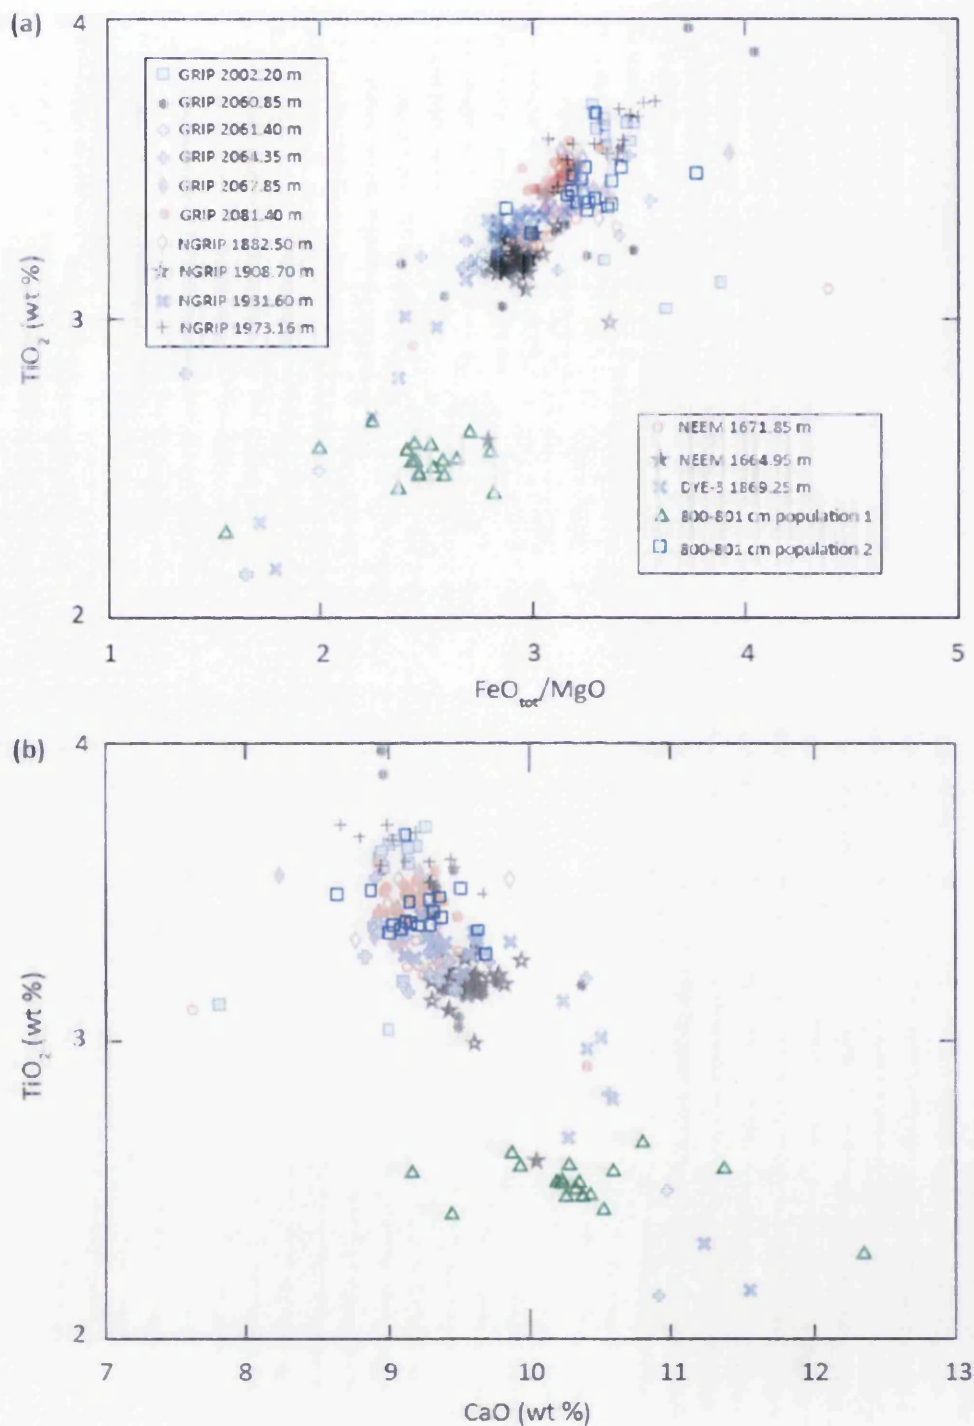 (a)
4
GRIP 2002.20 m
GRIP 2060.85 m
GRIP 2061.40 m
GRIP 2064.35 m
GRIP 2067.85 m
GRIP 2081.40 m
NGRIP 1882.50 m
NGRIP 1908.70 m
NGRIP 1931.60 m
NGRIP 1973.16 m
TiO2 (wt %)
3
NEEM 1671.85 m
NEEM 1664.95 m
DYE-3 1869.25 m
800-801 cm population 1
800-801 cm population 2
2
1 2 3 4 5
FeOtot/MgO
(b)
4
TiO2 (wt %)
3
2
7 8 9 10 11 12 13
CaO (wt %)